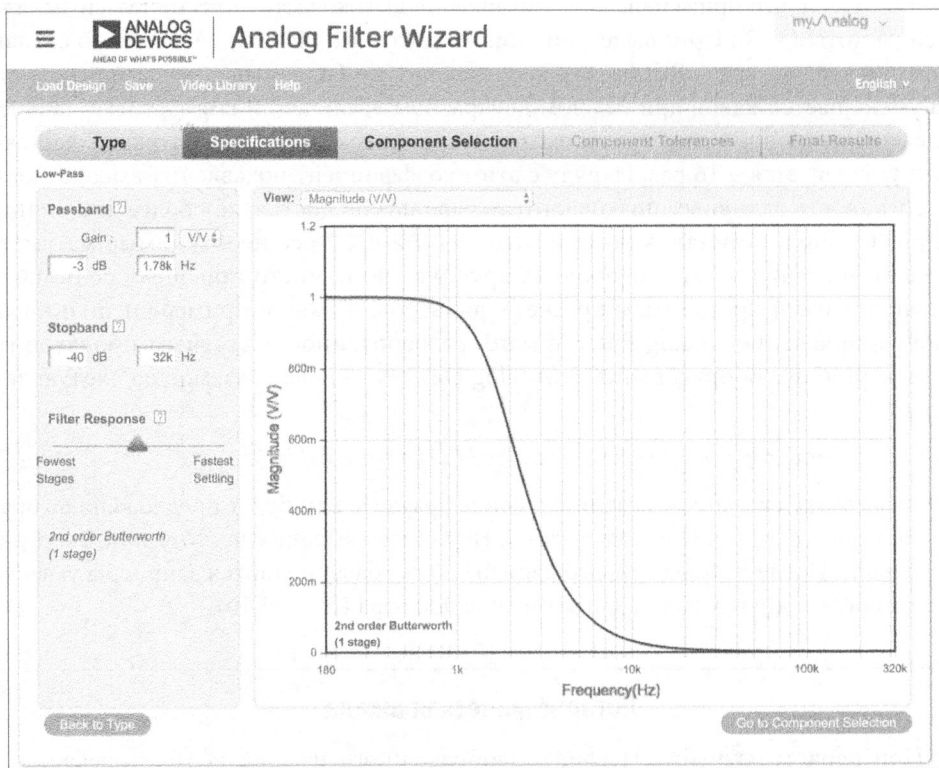 ANALOG
DEVICES
AHEAD OF WHAT'S POSSIBLE™
Analog Filter Wizard
myAnalog
Load Design Save Video Library Help English
Type Specifications Component Selection Component Tolerances Final Results
Low-Pass
Passband ?
Gain : 1 V/V
-3 dB 1.78k Hz
Stopband ?
-40 dB 32k Hz
Filter Response ?
Fewest Stages
Fastest Settling
2nd order Butterworth
(1 stage)
View: Magnitude (V/V)
Magnitude (V/V)
1.2
1
800m
600m
400m
200m
0
2nd order Butterworth
(1 stage)
180 1k 10k 100k 320k
Frequency(Hz)
Back to Type
Go to Component Selection